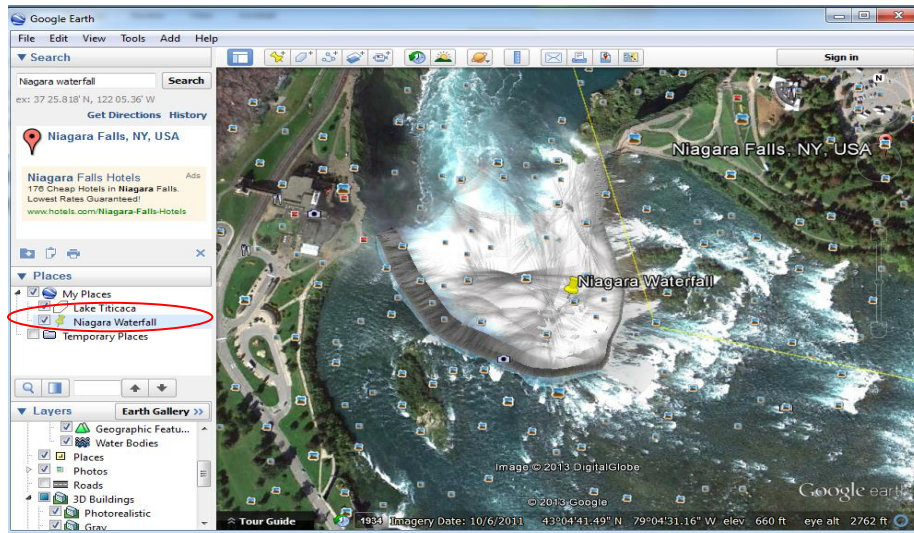 Google Earth
File Edit View Tools Add Help
Search
Sign in
Niagara waterfall Search
ex: 37 25.818' N, 122 05.36' W
Get Directions History
Niagara Falls, NY, USA
Niagara Falls Hotels Ads
176 Cheap Hotels in Niagara Falls.
Lowest Rates Guaranteed!
www.hotels.com/Niagara-Falls-Hotels
Places
My Places
Lake Titicaca
Niagara Waterfall
Temporary Places
Layers Earth Gallery >>
Geographic Featu...
Water Bodies
Places
Photos
Roads
3D Buildings
Photorealistic
Gray
N
Niagara Falls, NY, USA
Niagara Waterfall
Image © 2013 DigitalGlobe
© 2013 Google
Google earth
Tour Guide 1934 Imagery Date: 10/6/2011 43°04'41.49" N 79°04'31.16" W elev 660 ft eye alt 2762 ft